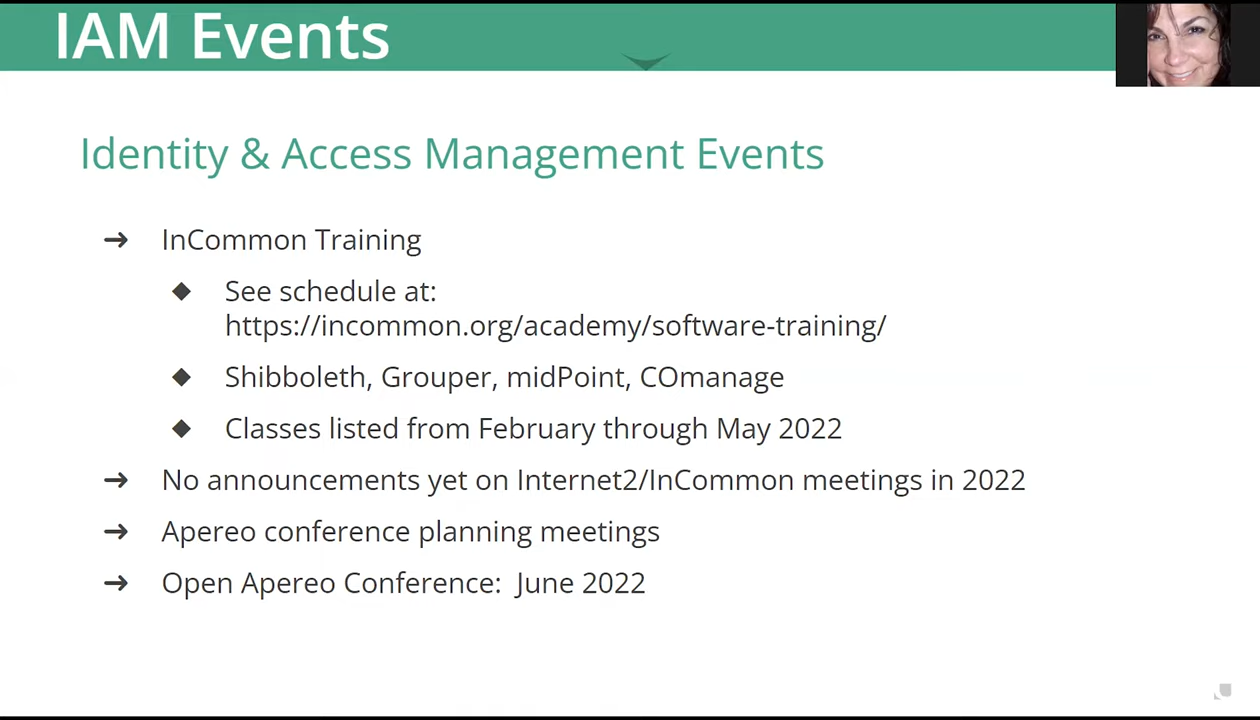 IAM Events
Identity & Access Management Events
InCommon Training
See schedule at:
https://incommon.org/academy/software-training/
Shibboleth, Grouper, midPoint, COmanage
Classes listed from February through May 2022
No announcements yet on Internet2/InCommon meetings in 2022
Apereo conference planning meetings
Open Apereo Conference: June 2022